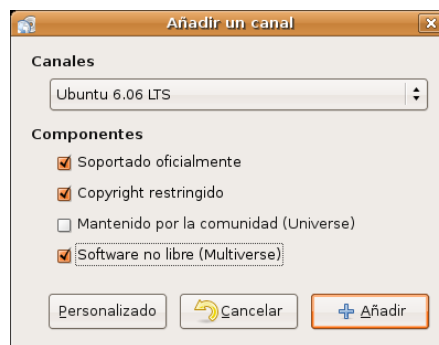 Añadir un canal
Canales
Ubuntu 6.06 LTS
Componentes
Soportado oficialmente
Copyright restringido
Mantenido por la comunidad (Universe)
Software no libre (Multiverse)
Personalizado Cancelar Añadir